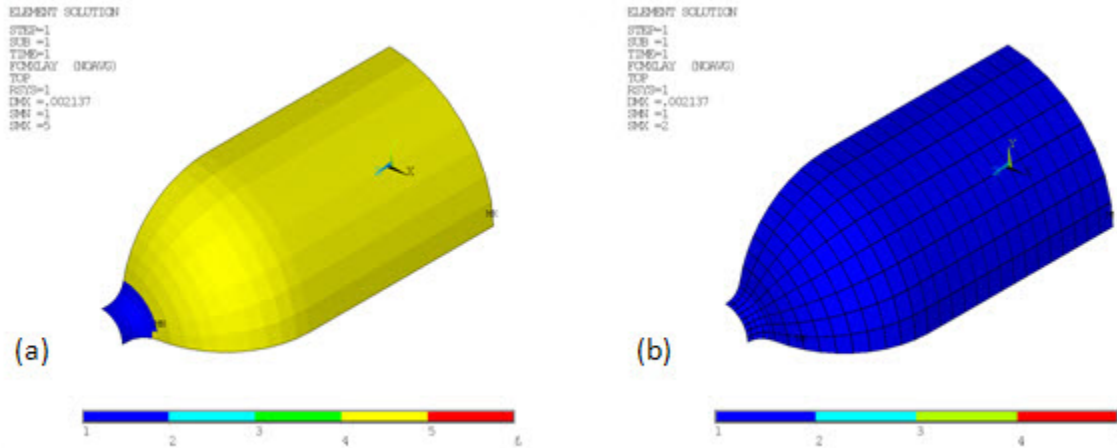 ELEMENT SOLUTION
STEP=1
SUB =1
TIME=1
FCMXLAY (NOAVG)
TOP
RSYS=1
DMX =.002137
SMN =1
SMX =5
X
MX
MN
(a)
1 2 3 4 5 6
ELEMENT SOLUTION
STEP=1
SUB =1
TIME=1
FCMXLAY (NOAVG)
TOP
RSYS=1
DMX =.002137
SMN =1
SMX =2
Y
(b)
1 2 3 4